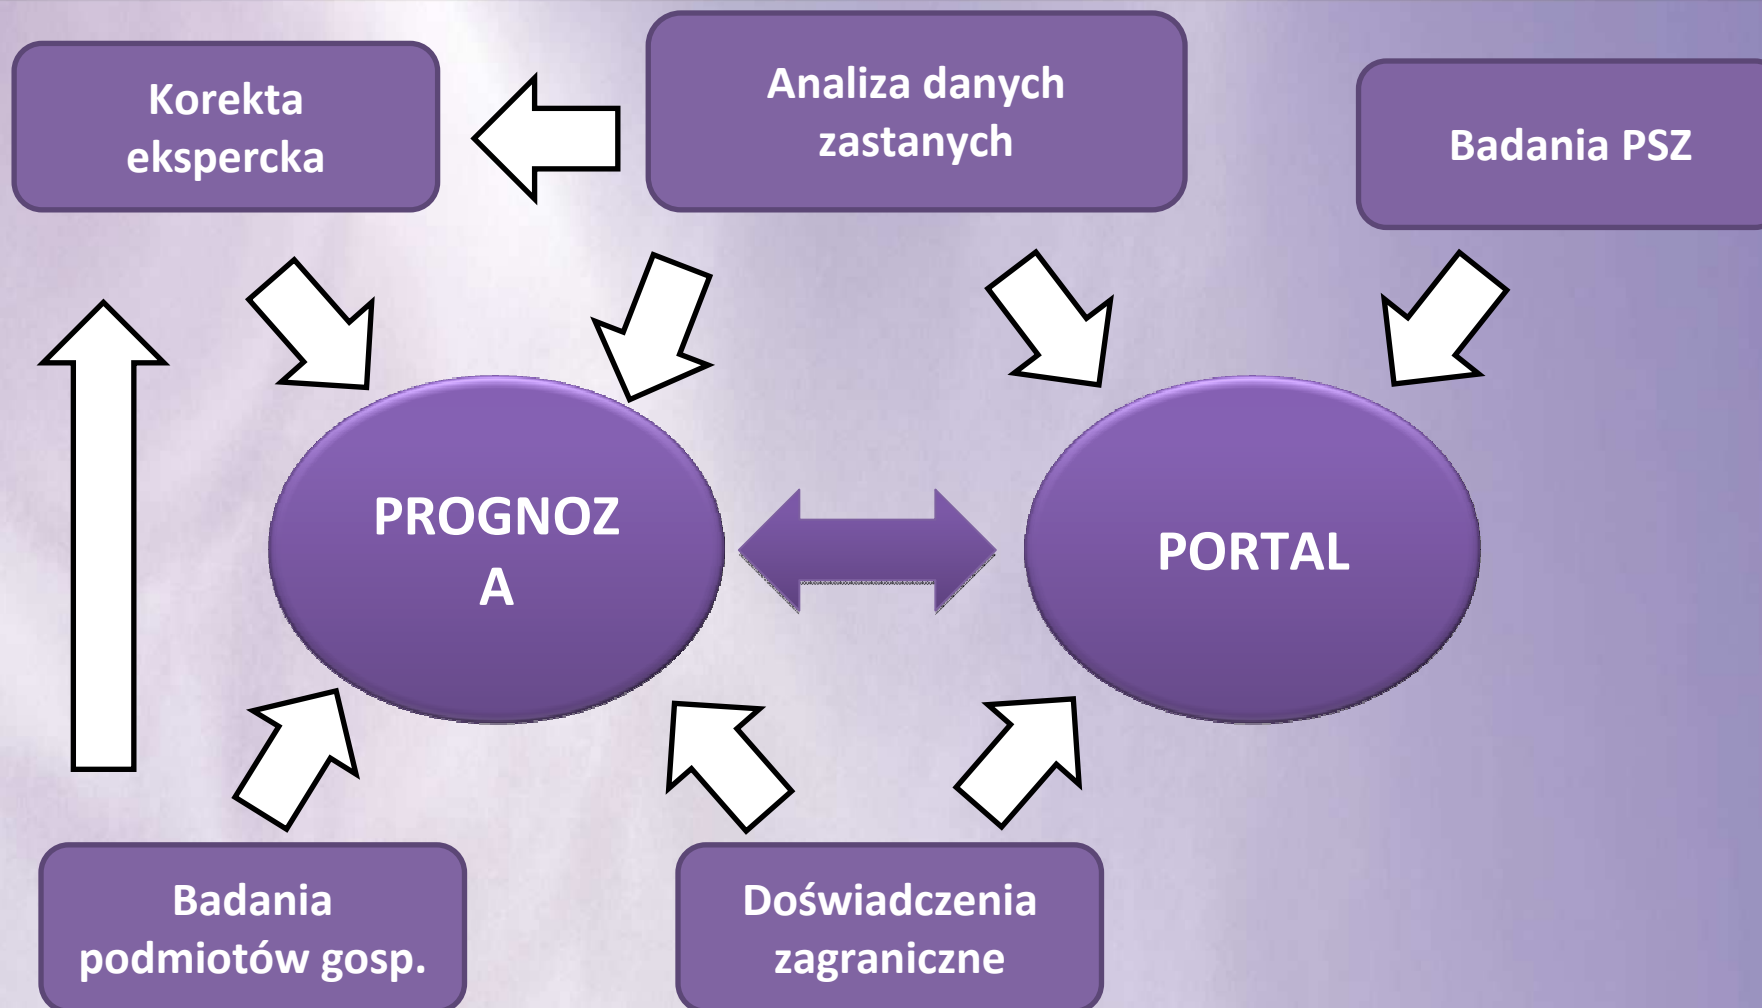 Korekta
ekspercka
Analiza danych
zastanych
Badania PSZ
PROGNOZ
A
PORTAL
Badania
podmiotów gosp.
Doświadczenia
zagraniczne